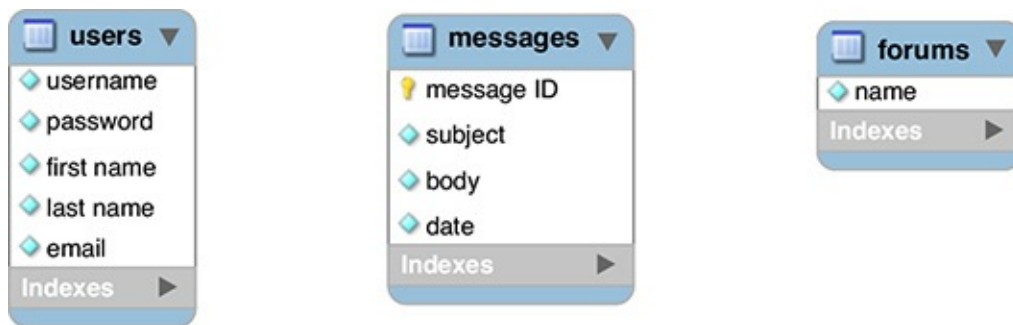 users
username
password
first name
last name
email
Indexes
messages
message ID
subject
body
date
Indexes
forums
name
Indexes